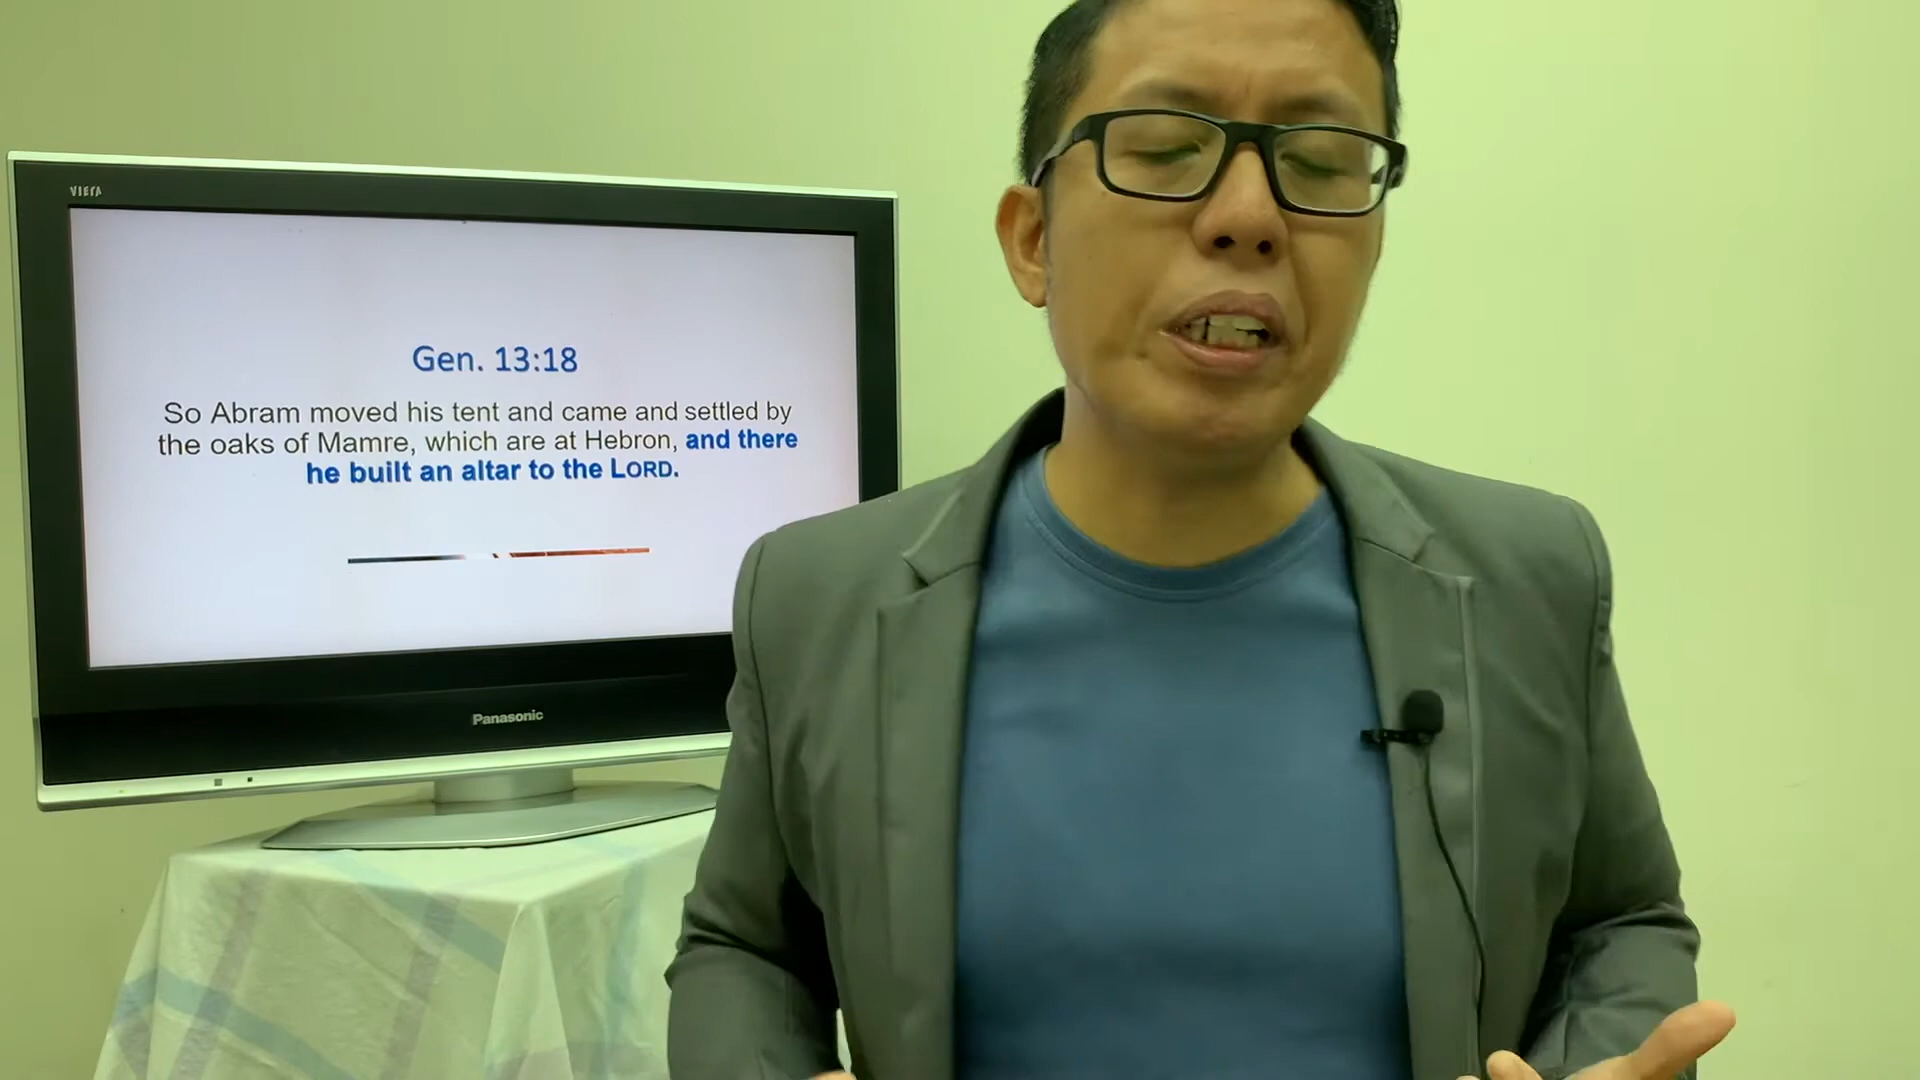 VIErA
Gen. 13:18
So Abram moved his tent and came and settled by
the oaks of Mamre, which are at Hebron, and there
he built an altar to the LORD.
Panasonic